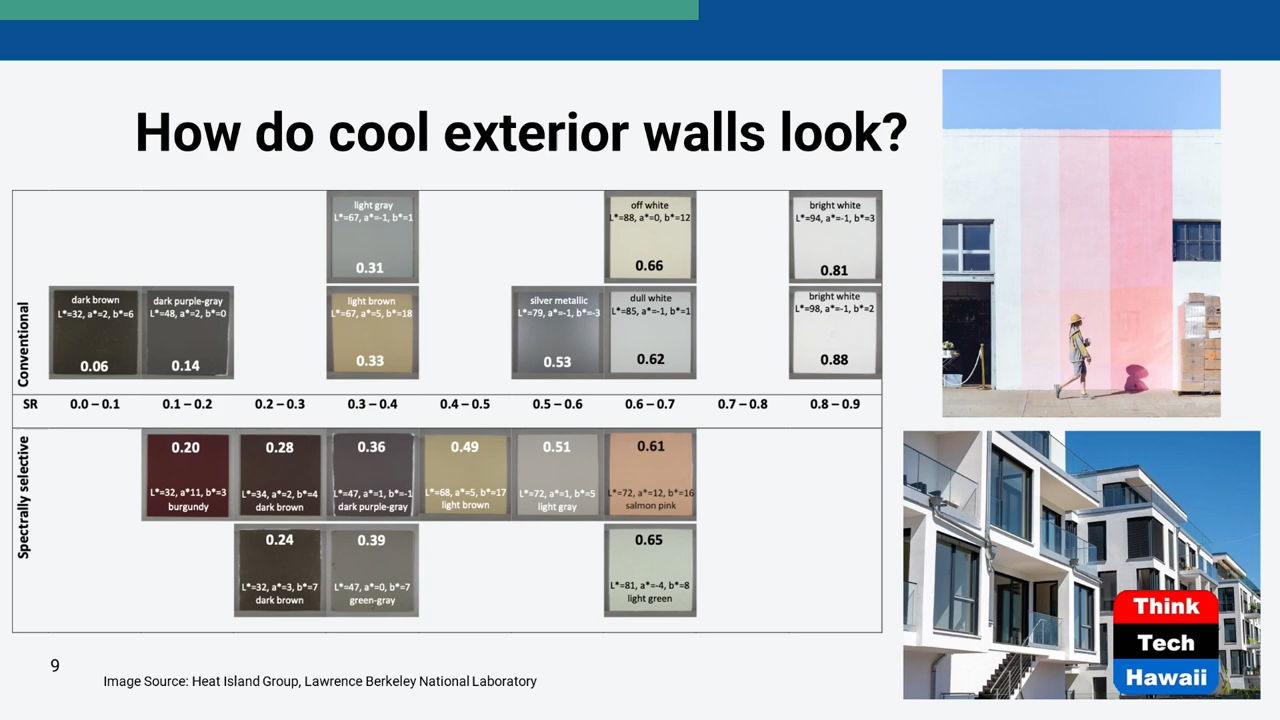 How do cool exterior walls look?
Conventional
light gray
L*=67, a*=-1, b*=1
0.31
off white
L*=88, a*=0, b*=12
0.66
bright white
L*=94, a*=-1, b*=3
0.81
dark brown
L*=32, a*=2, b*=6
0.06
dark purple-gray
L*=48, a*=2, b*=0
0.14
light brown
L*=67, a*=5, b*=18
0.33
silver metallic
L*=79, a*=-1, b*=-3
0.53
dull white
L*=85, a*=-1, b*=1
0.62
bright white
L*=98, a*=-1, b*=2
0.88
SR 0.0 – 0.1 0.1 – 0.2 0.2 – 0.3 0.3 – 0.4 0.4 – 0.5 0.5 – 0.6 0.6 – 0.7 0.7 – 0.8 0.8 – 0.9
Spectrally selective
0.20
L*=32, a*11, b*=3
burgundy
0.28
L*=34, a*=2, b*=4
dark brown
0.36
L*=47, a*=1, b*=-1
dark purple-gray
0.49
L*=68, a*=5, b*=17
light brown
0.51
L*=72, a*=1, b*=5
light gray
0.61
L*=72, a*=12, b*=16
salmon pink
0.24
L*=32, a*=3, b*=7
dark brown
0.39
L*=47, a*=0, b*=7
green-gray
0.65
L*=81, a*=-4, b*=8
light green
9
Image Source: Heat Island Group, Lawrence Berkeley National Laboratory
Think
Tech
Hawaii